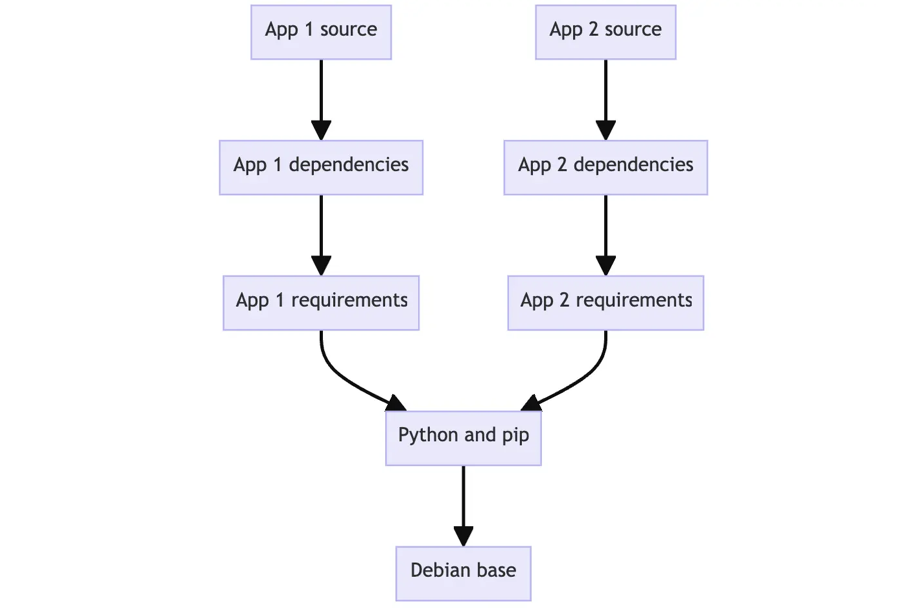 App 1 source
App 2 source
App 1 dependencies
App 2 dependencies
App 1 requirements
App 2 requirements
Python and pip
Debian base